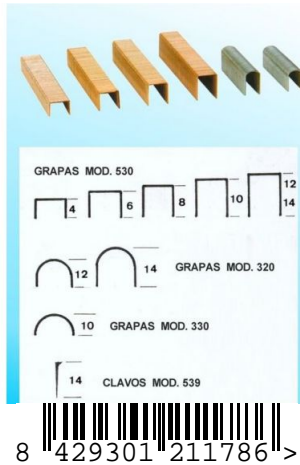 GRAPAS MOD. 530
4 6 8 10 12
14
12 14 GRAPAS MOD. 320
10 GRAPAS MOD. 330
14 CLAVOS MOD. 539
8 429301 211786 >